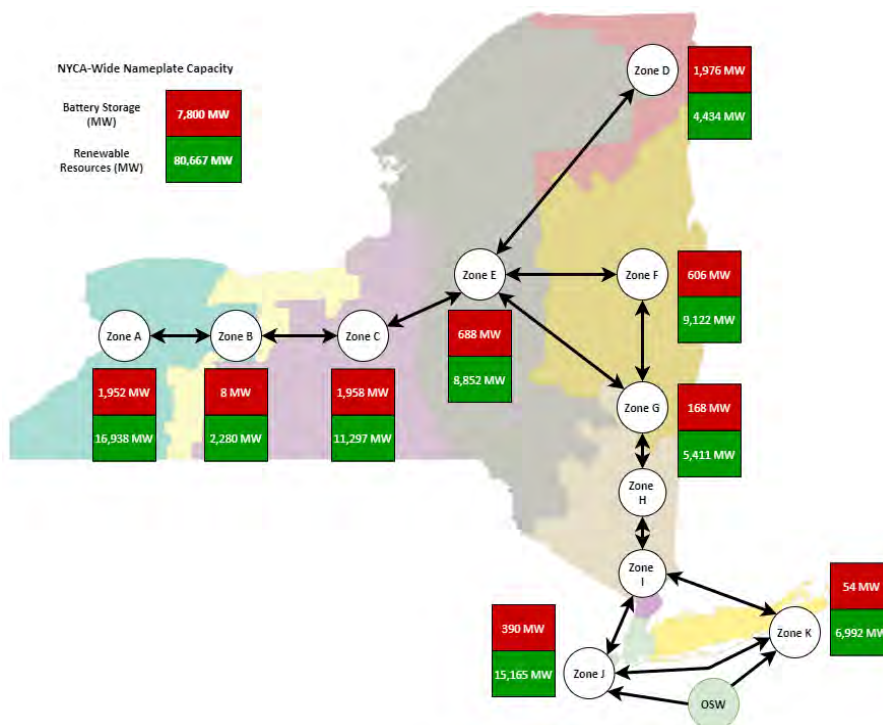 NYCA-Wide Nameplate Capacity
Battery Storage
(MW)
7,800 MW
Renewable
Resources (MW)
80,667 MW
Zone D
1,976 MW
4,434 MW
Zone E
688 MW
8,852 MW
Zone F
606 MW
9,122 MW
Zone A
1,952 MW
16,938 MW
Zone B
8 MW
2,280 MW
Zone C
1,958 MW
11,297 MW
Zone G
168 MW
5,411 MW
Zone
H
Zone
I
54 MW
6,992 MW
Zone K
390 MW
15,165 MW
Zone J
OSW